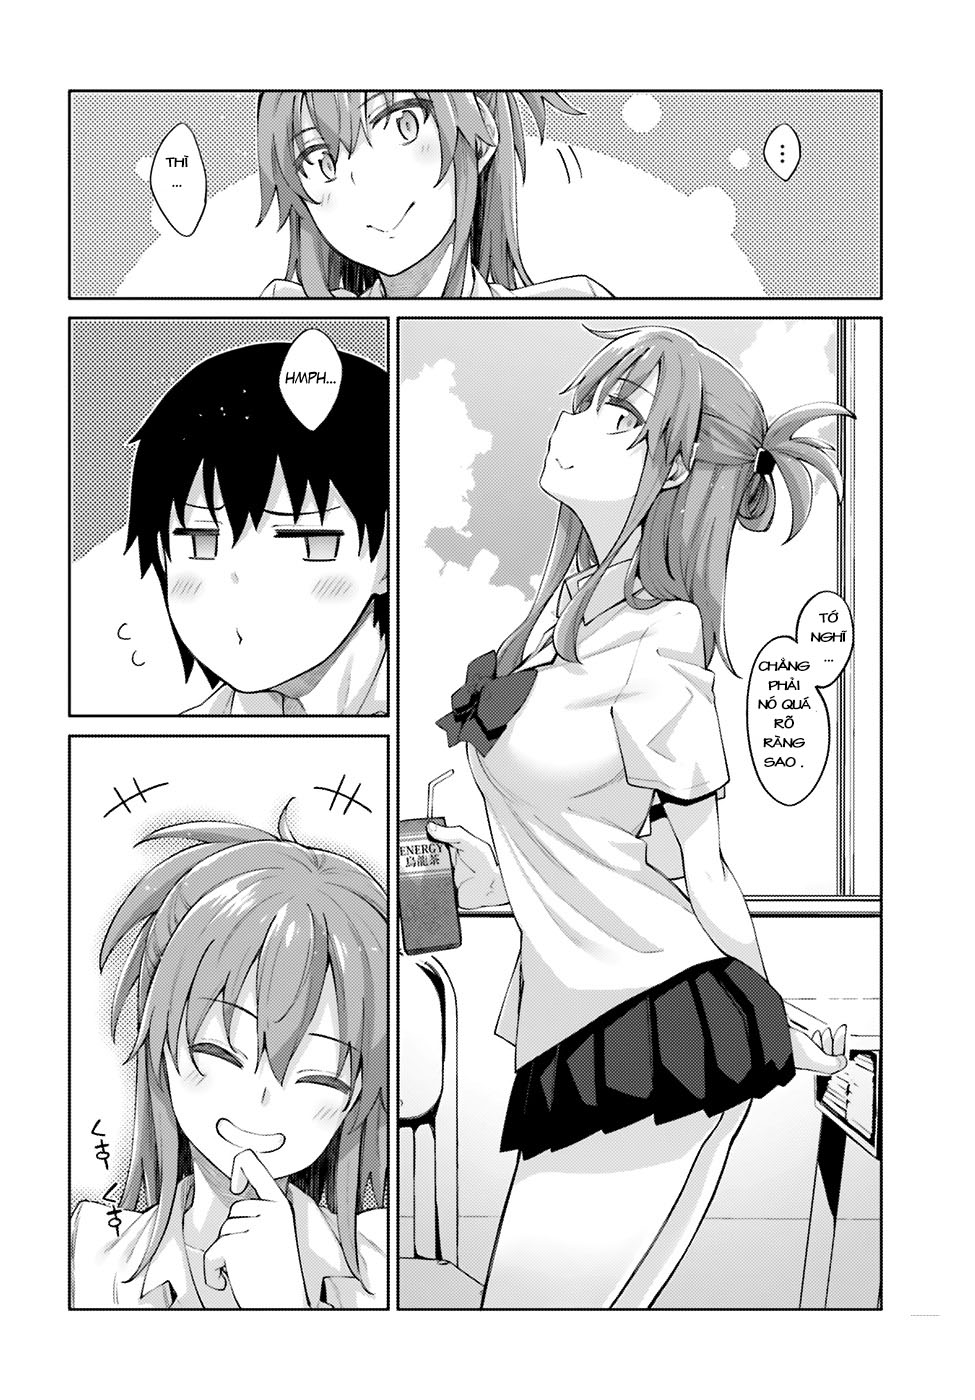 …
THÌ
...
HMPH...
TỚ
NGHĨ
...
CHẲNG
PHẢI
NÓ QUÁ
RÕ
RÀNG
SAO .
ENERGY
烏龍茶
くす
くす